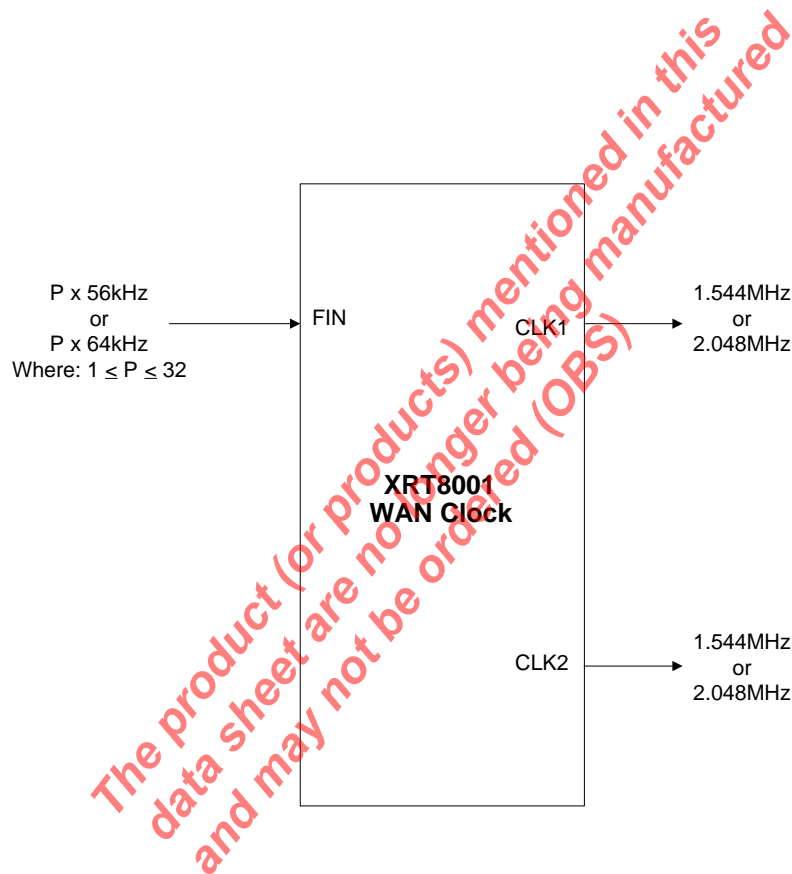 P x 56kHz
or
P x 64kHz
Where: 1 ≤ P ≤ 32
FIN
CLK1
1.544MHz
or
2.048MHz
XRT8001
WAN Clock
CLK2
1.544MHz
or
2.048MHz
The product (or products) mentioned in this
data sheet are no longer being manufactured
and may not be ordered (OBS)